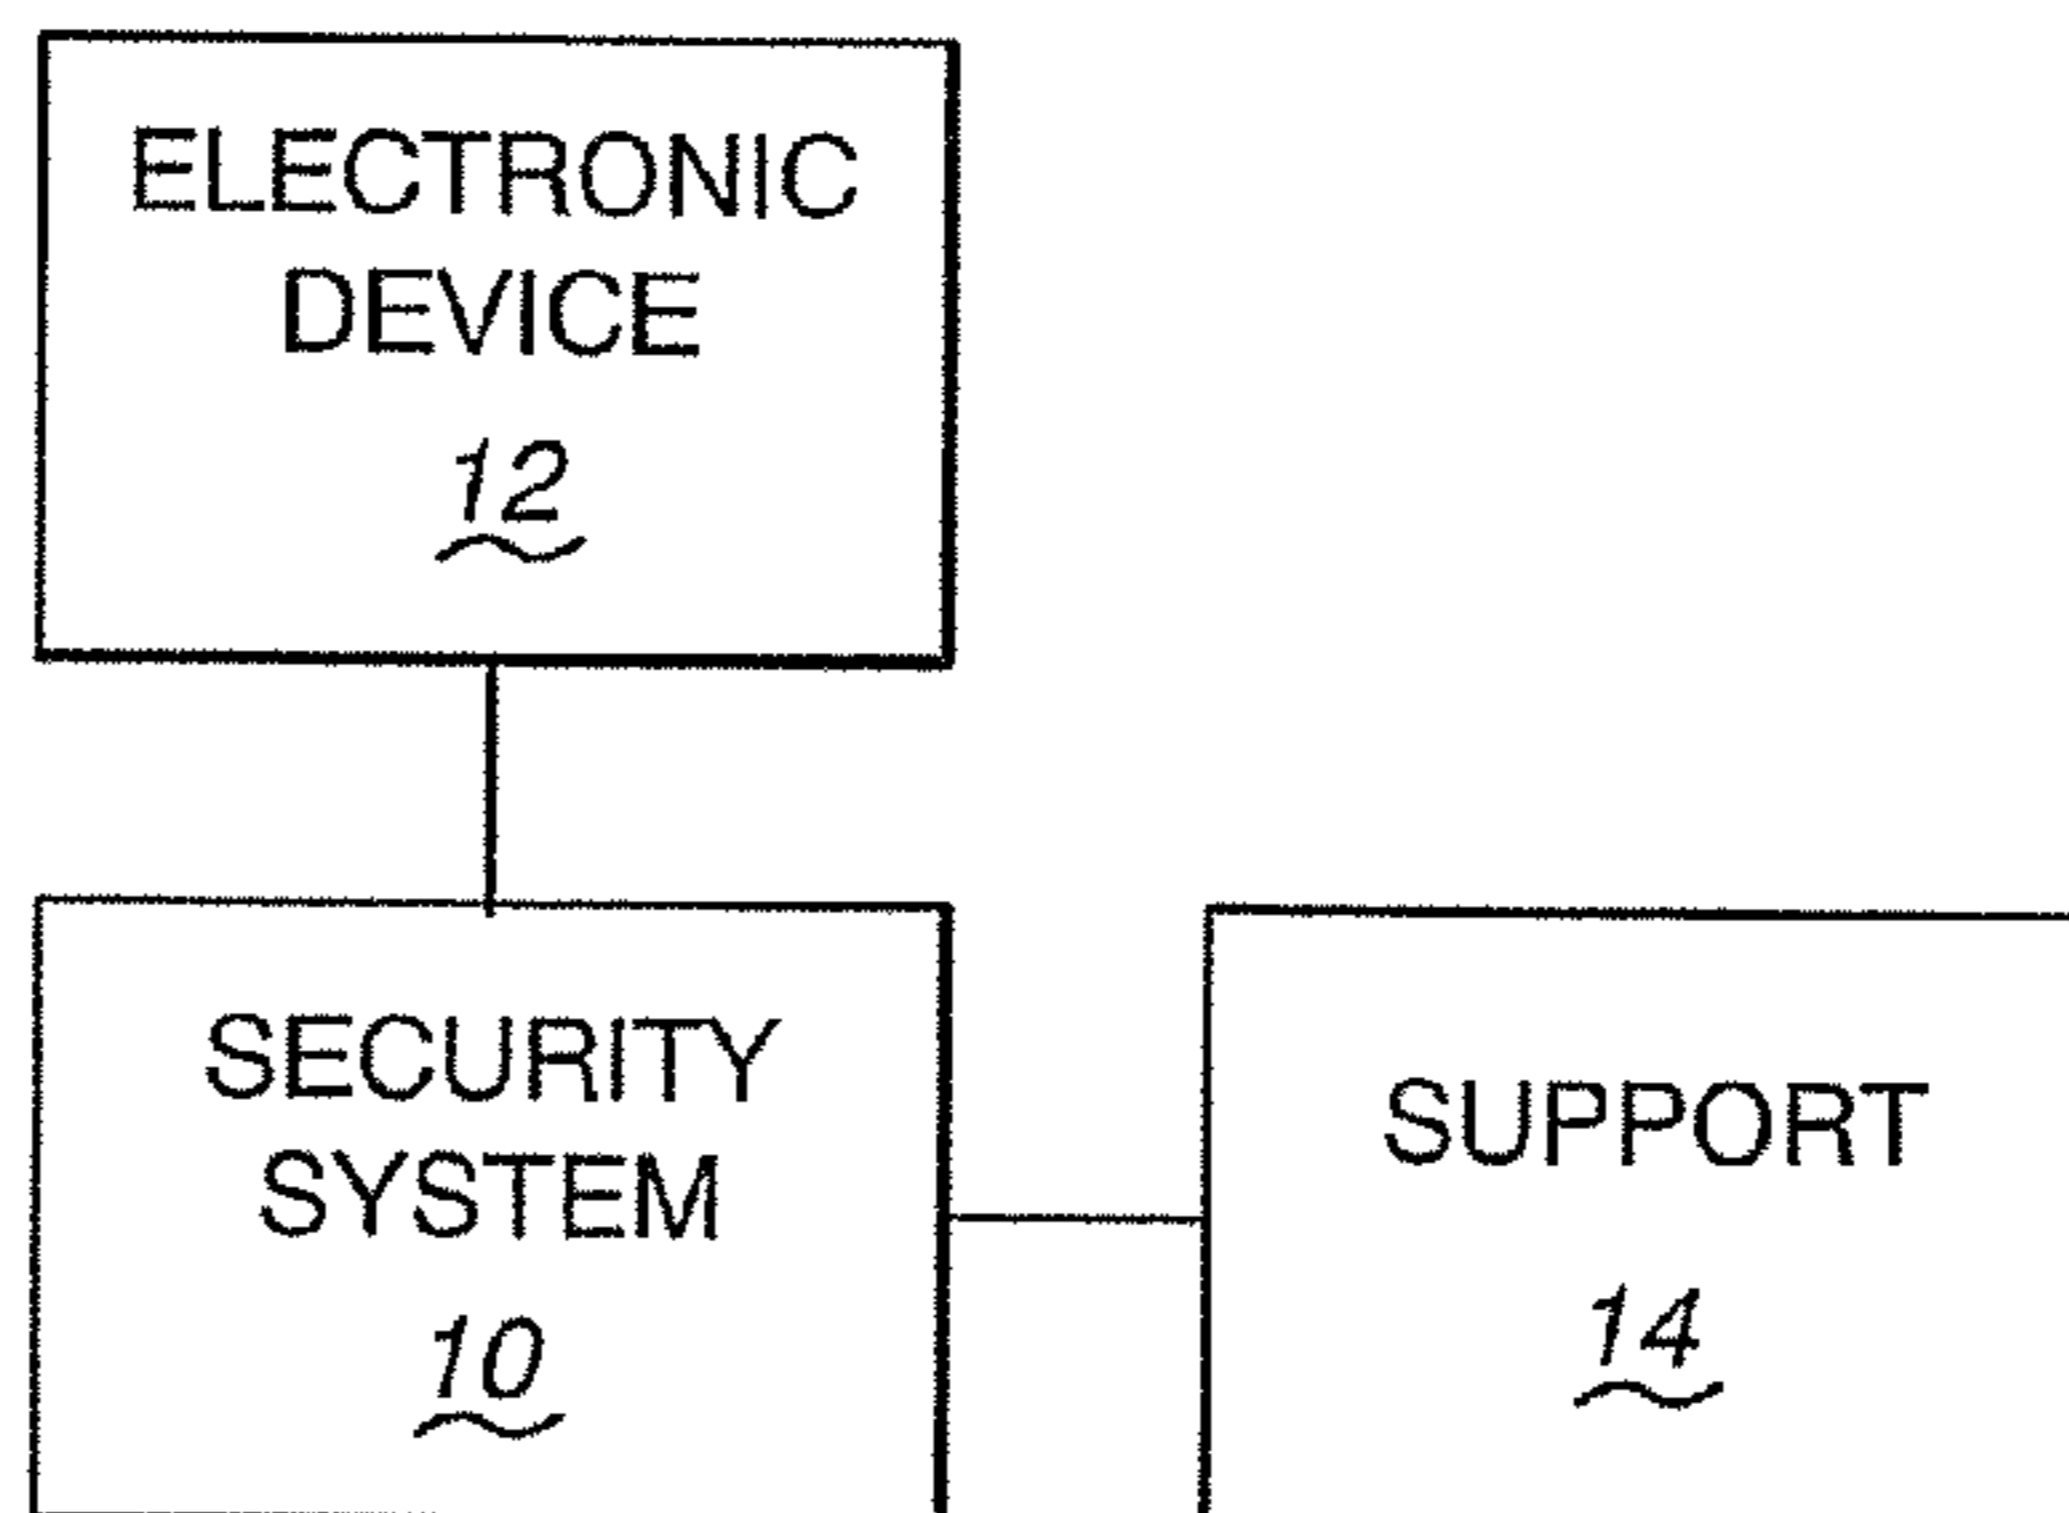 ELECTRONIC
DEVICE
12
SECURITY
SYSTEM
10
SUPPORT
14